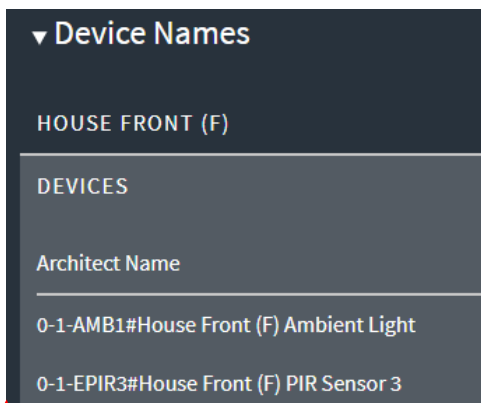 Device Names
HOUSE FRONT (F)
DEVICES
Architect Name
0-1-AMB1#House Front (F) Ambient Light
0-1-EPIR3#House Front (F) PIR Sensor 3